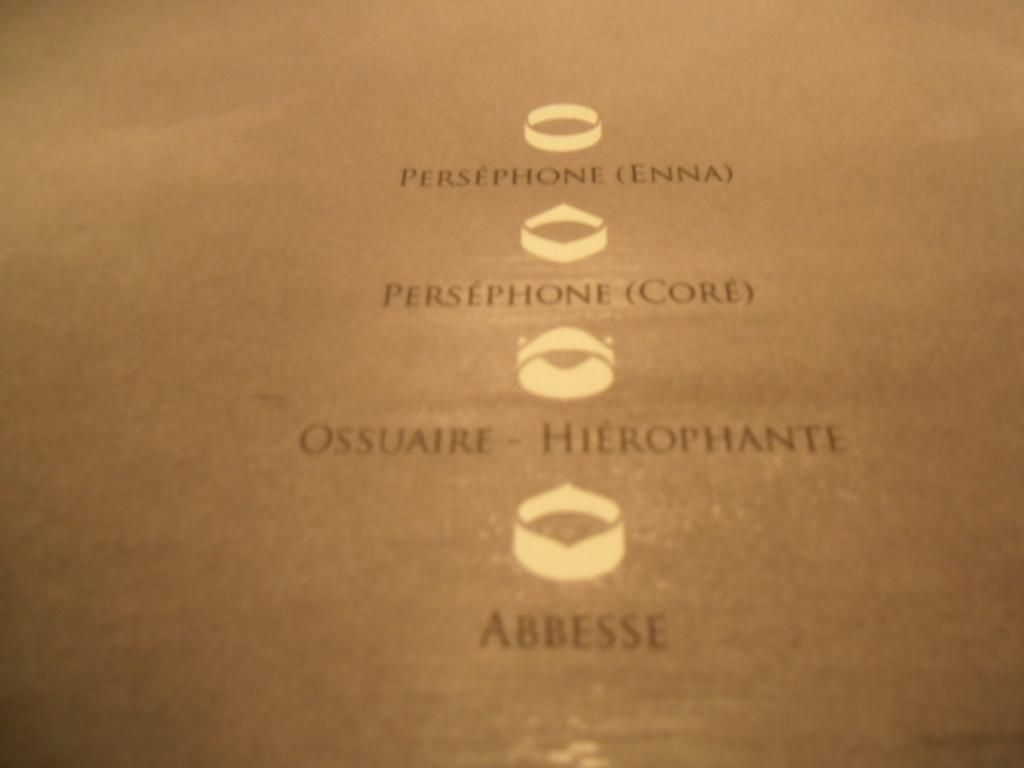 Perséphone (Enna)
Perséphone (Coré)
Ossuaire - Hiérophante
Abbesse